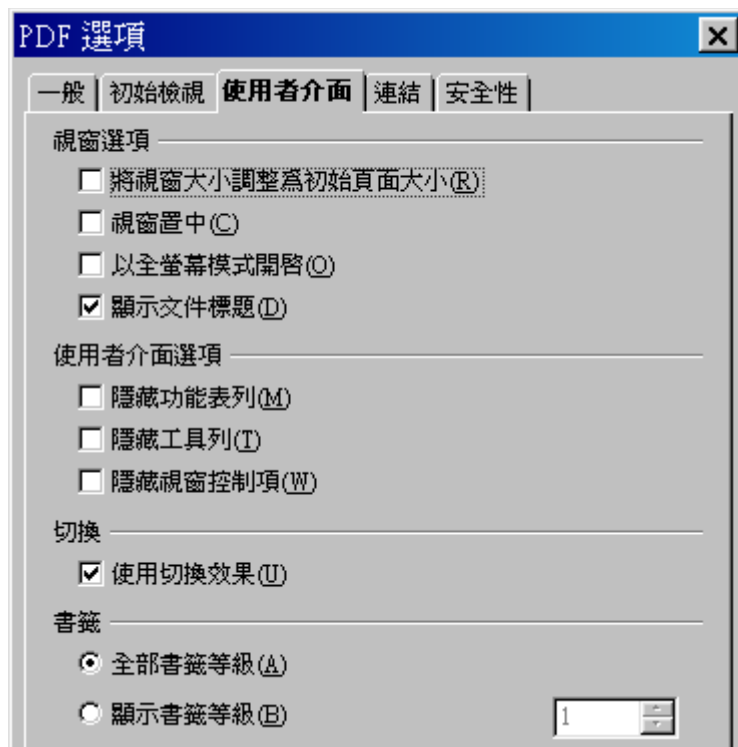 PDF 選項
一般 初始檢視 使用者介面 連結 安全性
視窗選項
將視窗大小調整爲初始頁面大小(R)
視窗置中(C)
以全螢幕模式開啓(O)
顯示文件標題(D)
使用者介面選項
隱藏功能表列(M)
隱藏工具列(T)
隱藏視窗控制項(W)
切換
使用切換效果(U)
書籤
全部書籤等級(A)
顯示書籤等級(B) 1